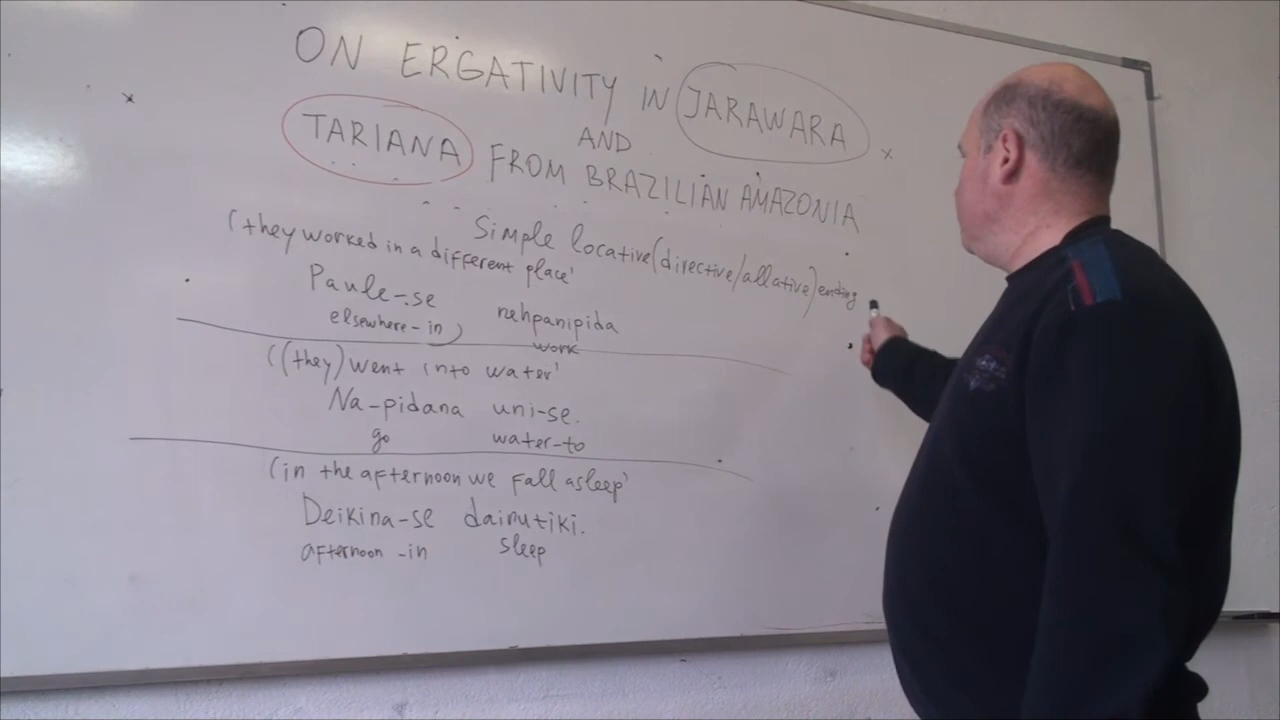 ON ERGATIVITY IN JARAWARA
AND
TARIANA FROM BRAZILIAN AMAZONIA
Simple locative (directive/allative) ending
'they worked in a different place'
Paule-se nehpanipida
elsewhere-in work
'(they) went into water'
Na-pidana uni-se.
go water-to
'in the afternoon we fall asleep'
Deikina-se dainutiki.
afternoon-in sleep